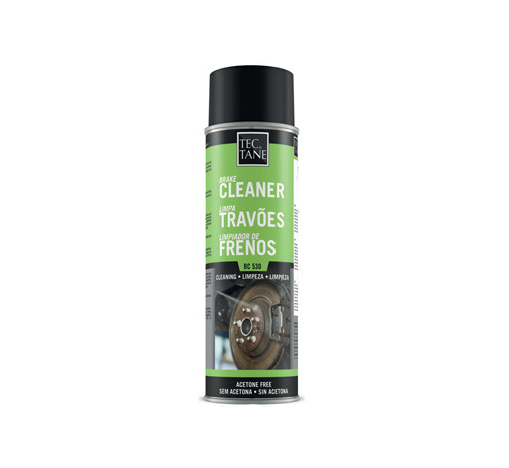 TEC
TANE
BRAKE
CLEANER
LIMPA
TRAVÕES
LIMPIADOR DE
FRENOS
BC 530
CLEANING • LIMPEZA • LIMPIEZA
ACETONE FREE
SEM ACETONA • SIN ACETONA